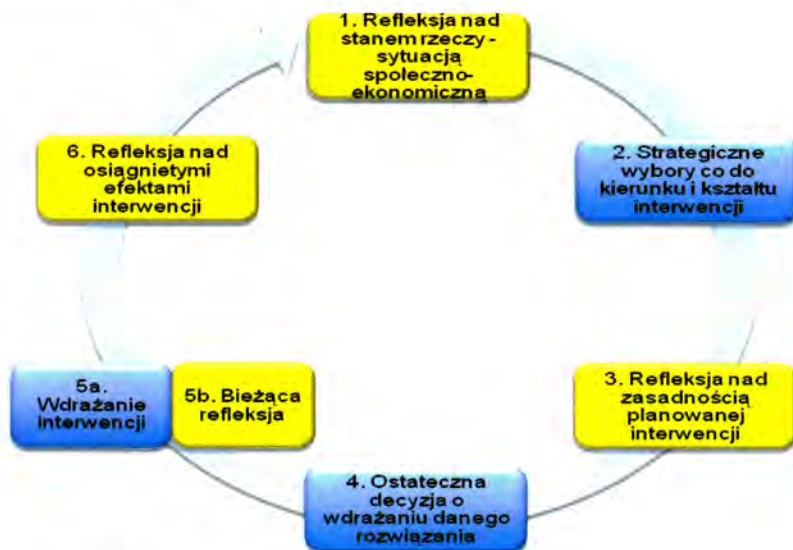 1. Refleksja nad
stanem rzeczy -
sytuacją
społeczno-
ekonomiczną
2. Strategiczne
wybory co do
kierunku i kształtu
interwencji
3. Refleksja nad
zasadnością
planowanej
interwencji
4. Ostateczna
decyzja o
wdrażaniu danego
rozwiązania
5a.
Wdrażanie
interwencji
5b. Bieżąca
refleksja
6. Refleksja nad
osiągnietymi
efektami
interwencji